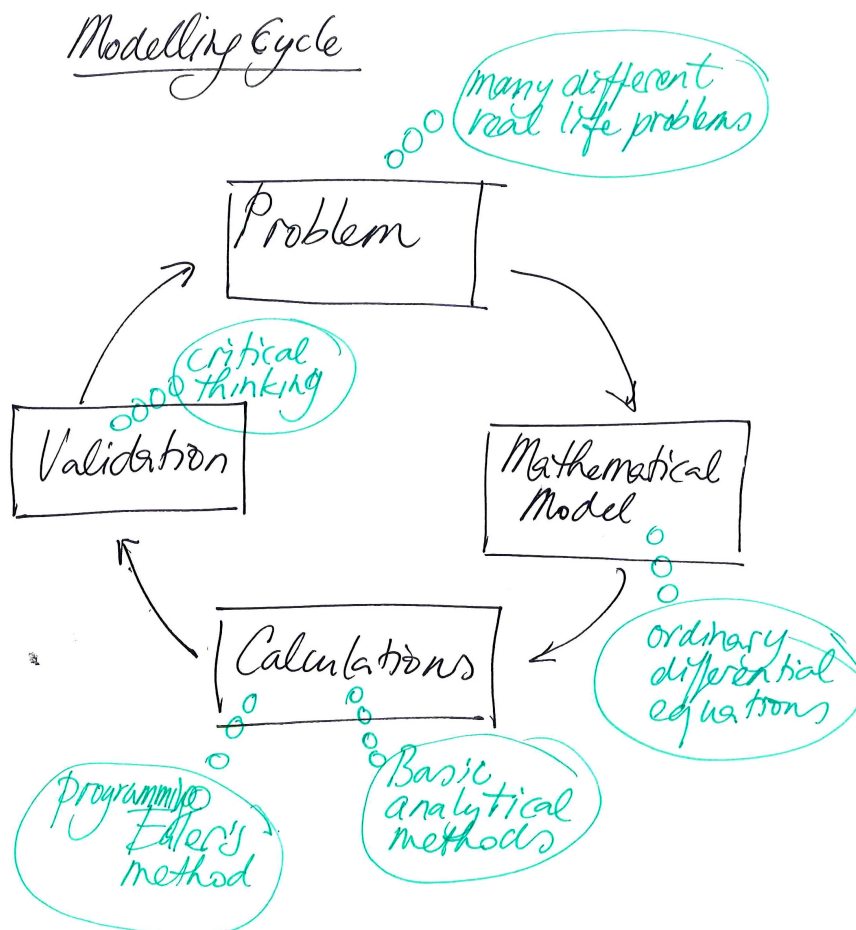 Modelling Cycle
many different
real life problems
Problem
critical
thinking
Validation
Mathematical
Model
ordinary
differential
equations
Calculations
programming
Euler's
method
Basic
analytical
methods